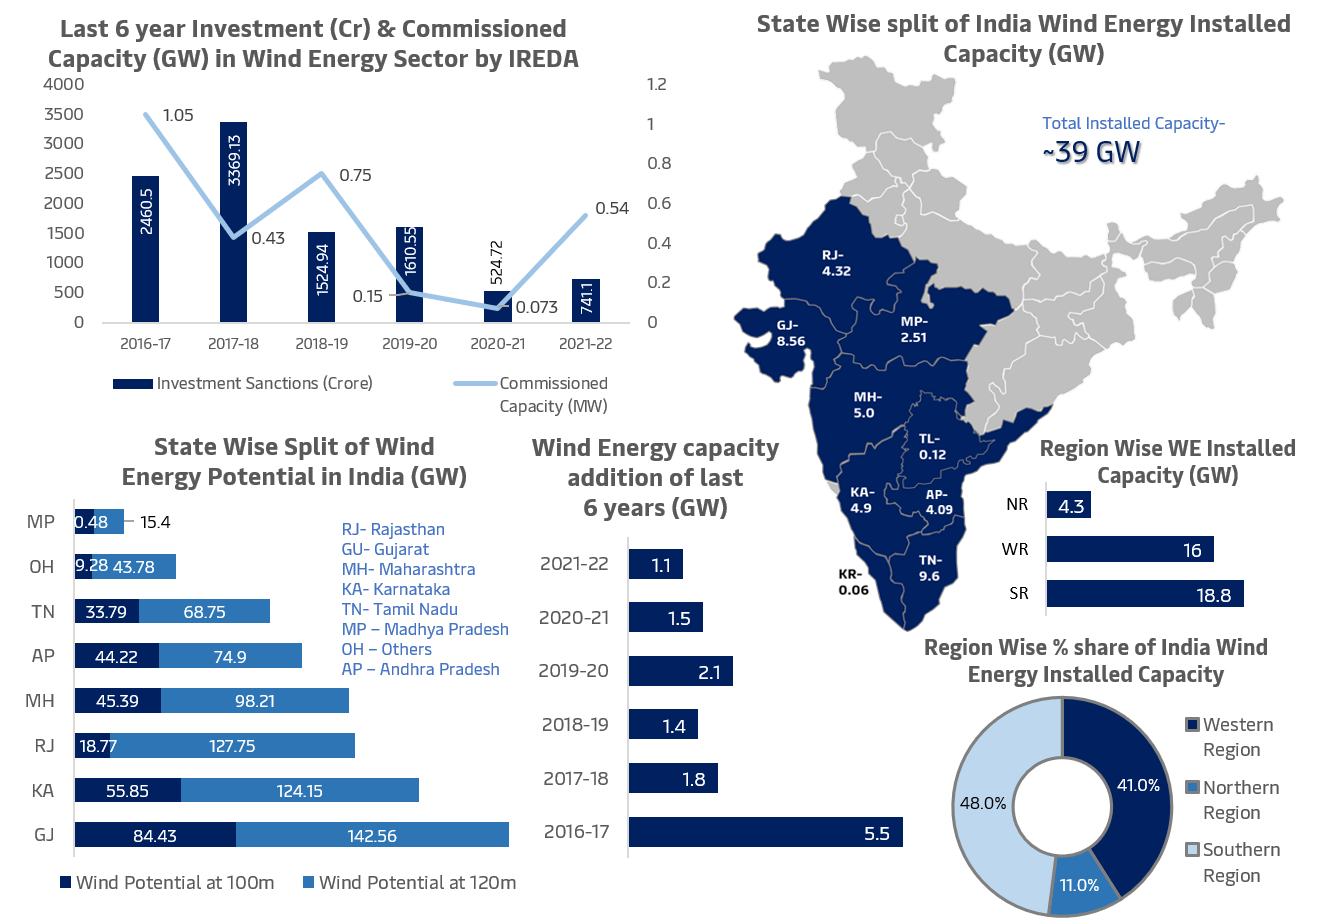 Last 6 year Investment (Cr) & Commissioned
Capacity (GW) in Wind Energy Sector by IREDA
4000
3500
3000
2500
2000
1500
1000
500
0
1.2
1
0.8
0.6
0.4
0.2
0
2460.5
3369.13
1524.94
1610.55
524.72
741.1
1.05
0.43
0.75
0.15
0.073
0.54
2016-17
2017-18
2018-19
2019-20
2020-21
2021-22
Investment Sanctions (Crore)
Commissioned
Capacity (MW)
State Wise split of India Wind Energy Installed
Capacity (GW)
Total Installed Capacity-
~39 GW
RJ-
4.32
GJ-
8.56
MP-
2.51
MH-
5.0
TL-
0.12
KA-
4.9
AP-
4.09
TN-
9.6
KR-
0.06
State Wise Split of Wind
Energy Potential in India (GW)
MP
0.48
15.4
OH
9.28
43.78
TN
33.79
68.75
AP
44.22
74.9
MH
45.39
98.21
RJ
18.77
127.75
KA
55.85
124.15
GJ
84.43
142.56
RJ- Rajasthan
GU- Gujarat
MH- Maharashtra
KA- Karnataka
TN- Tamil Nadu
MP – Madhya Pradesh
OH – Others
AP – Andhra Pradesh
Wind Potential at 100m
Wind Potential at 120m
Wind Energy capacity
addition of last
6 years (GW)
2021-22
1.1
2020-21
1.5
2019-20
2.1
2018-19
1.4
2017-18
1.8
2016-17
5.5
Region Wise WE Installed
Capacity (GW)
NR
4.3
WR
16
SR
18.8
Region Wise % share of India Wind
Energy Installed Capacity
41.0%
48.0%
11.0%
Western
Region
Northern
Region
Southern
Region